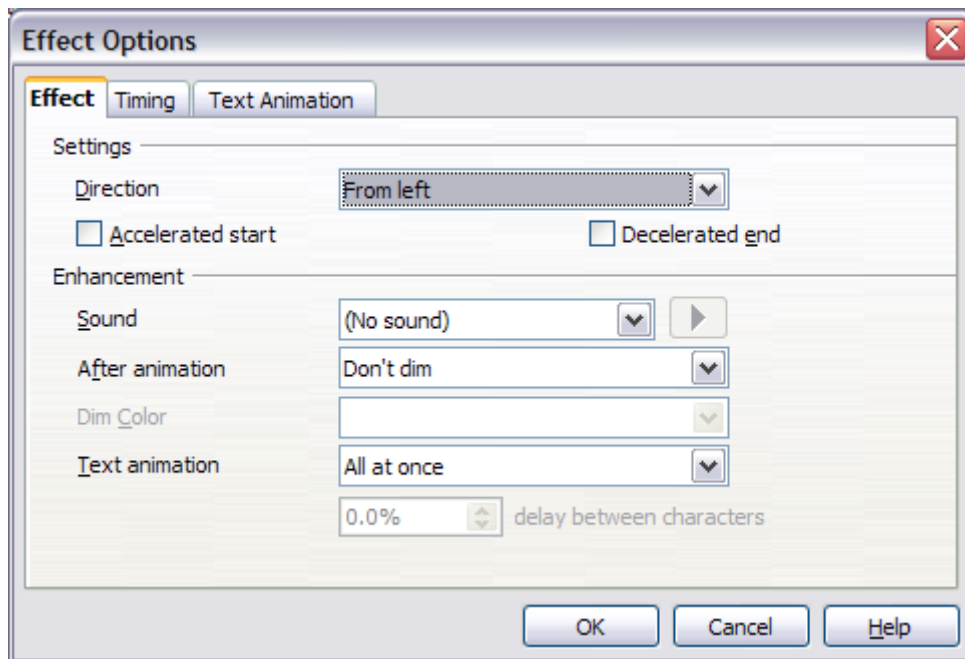 Effect Options
Effect Timing Text Animation
Settings
Direction From left
Accelerated start Decelerated end
Enhancement
Sound (No sound)
After animation Don't dim
Dim Color
Text animation All at once
0.0% delay between characters
OK Cancel Help